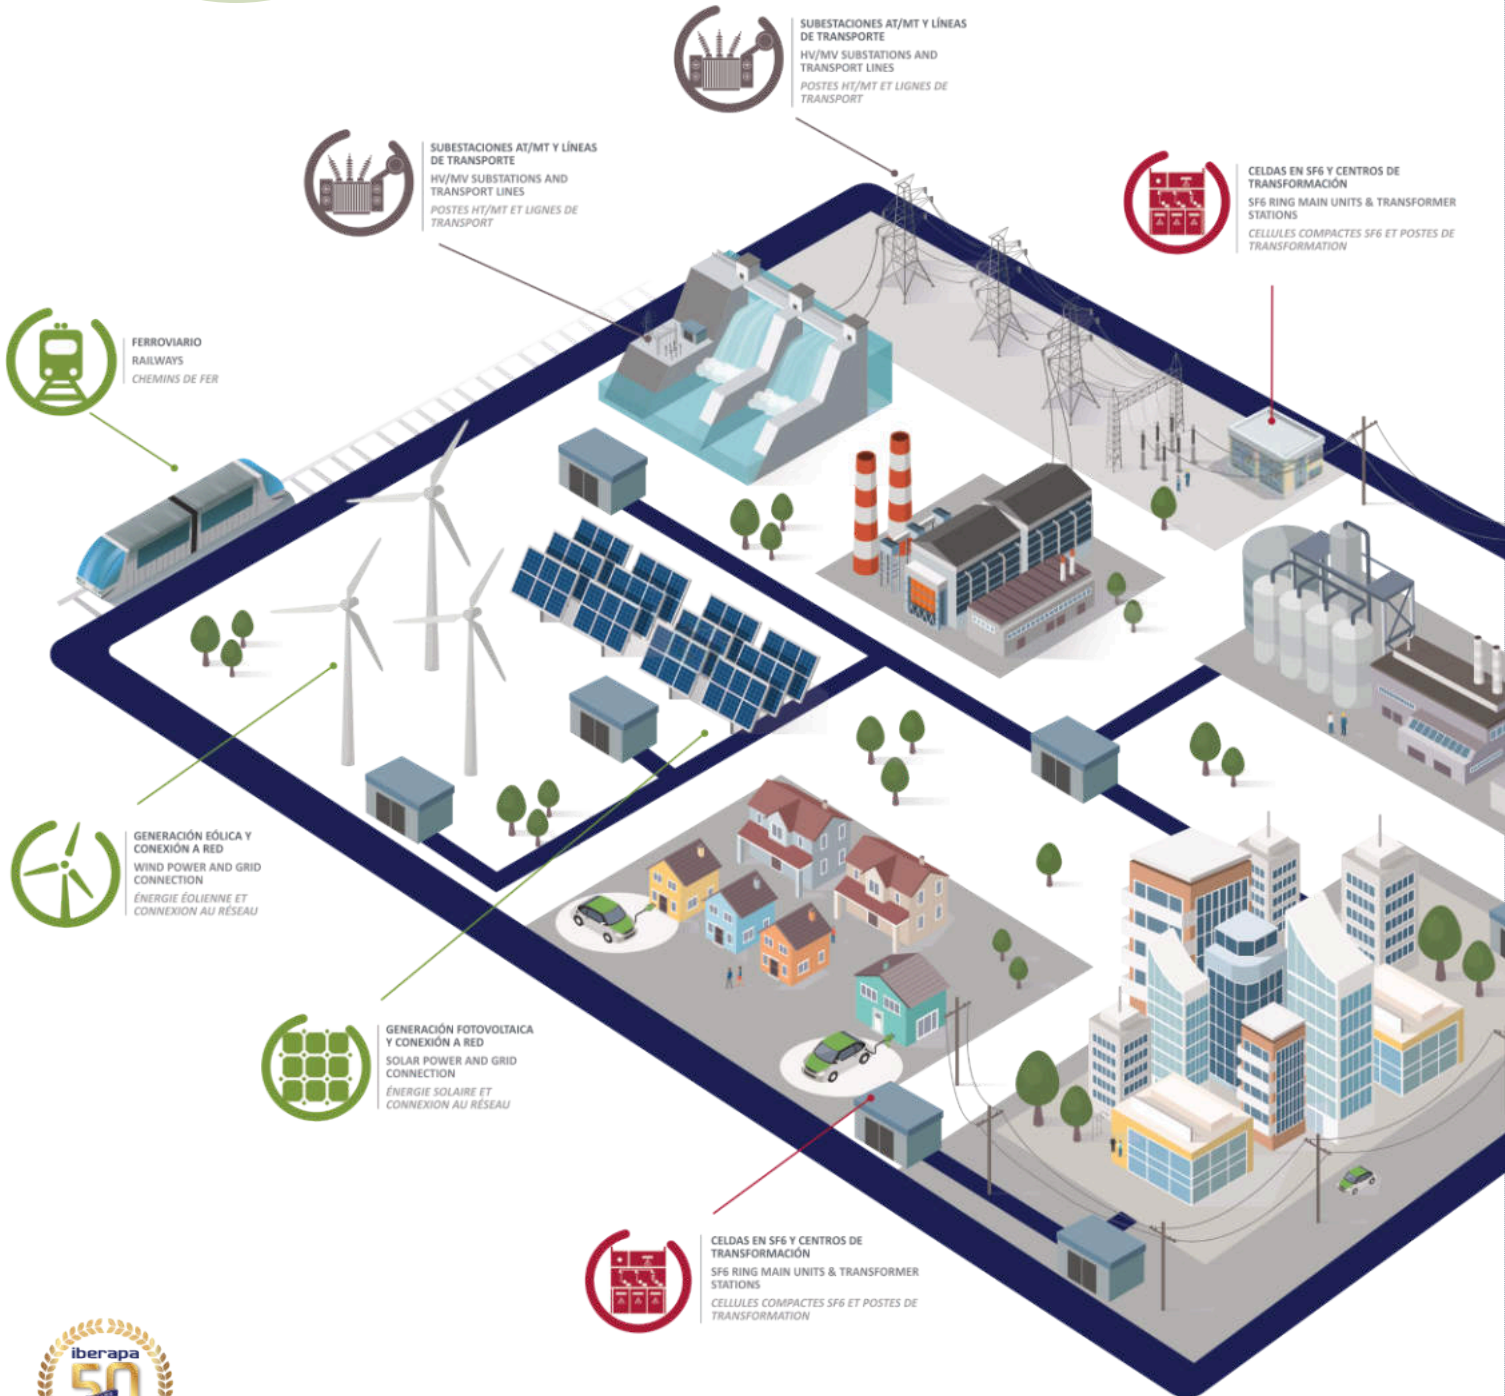 SUBESTACIONES AT/MT Y LÍNEAS
DE TRANSPORTE
HV/MV SUBSTATIONS AND
TRANSPORT LINES
POSTES HT/MT ET LIGNES DE
TRANSPORT
SUBESTACIONES AT/MT Y LÍNEAS
DE TRANSPORTE
HV/MV SUBSTATIONS AND
TRANSPORT LINES
POSTES HT/MT ET LIGNES DE
TRANSPORT
CELDAS EN SF6 Y CENTROS DE
TRANSFORMACIÓN
SF6 RING MAIN UNITS & TRANSFORMER
STATIONS
CELLULES COMPACTES SF6 ET POSTES DE
TRANSFORMATION
FERROVIARIO
RAILWAYS
CHEMINS DE FER
GENERACIÓN EÓLICA Y
CONEXIÓN A RED
WIND POWER AND GRID
CONNECTION
ÉNERGIE ÉOLIENNE ET
CONNEXION AU RÉSEAU
GENERACIÓN FOTOVOLTAICA
Y CONEXIÓN A RED
SOLAR POWER AND GRID
CONNECTION
ÉNERGIE SOLAIRE ET
CONNEXION AU RÉSEAU
CELDAS EN SF6 Y CENTROS DE
TRANSFORMACIÓN
SF6 RING MAIN UNITS & TRANSFORMER
STATIONS
CELLULES COMPACTES SF6 ET POSTES DE
TRANSFORMATION
iberapa
50